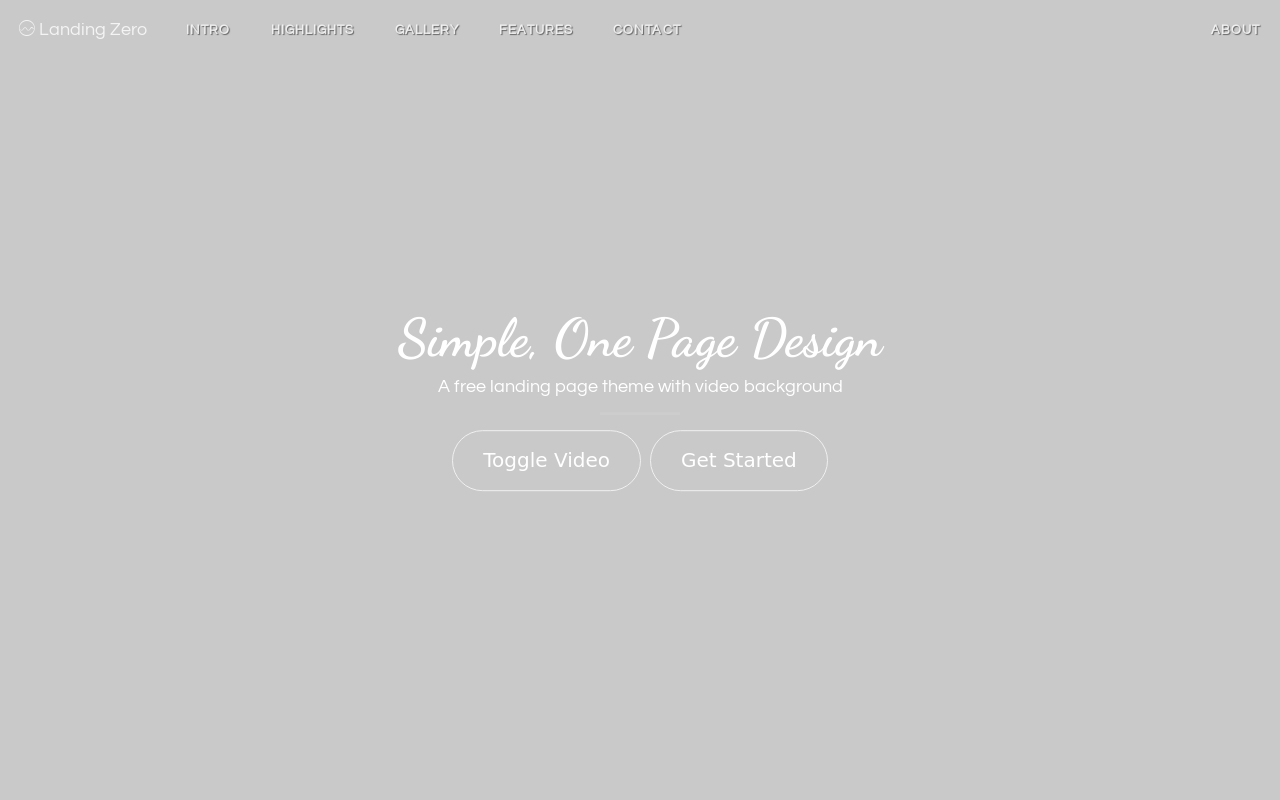 Landing Zero INTRO HIGHLIGHTS GALLERY FEATURES CONTACT ABOUT
Simple, One Page Design
A free landing page theme with video background
Toggle Video Get Started